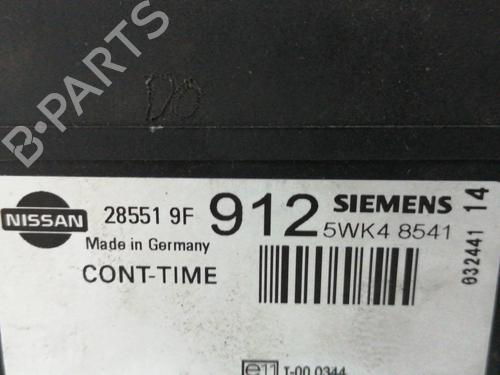 B-PARTS
DO
NISSAN
28551 9F 912 SIEMENS
5WK4 8541
Made in Germany
CONT-TIME
032441 14
e11 I-00 0344